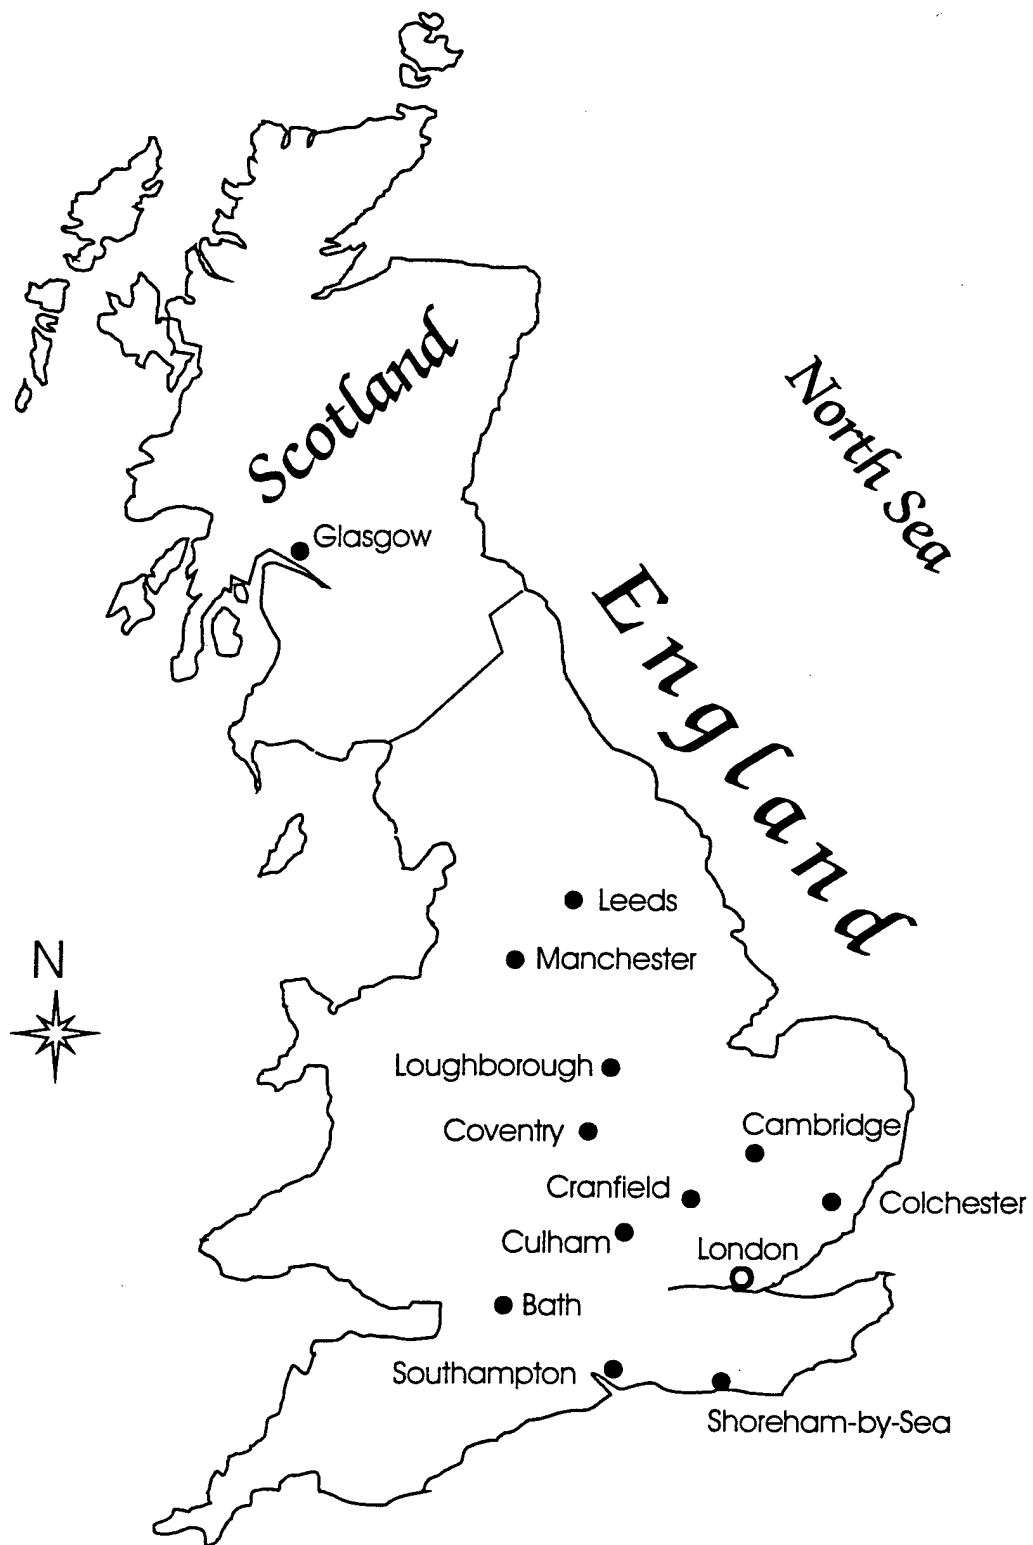 Scotland
North Sea
Glasgow
England
Leeds
N
Manchester
Loughborough
Cambridge
Coventry
Cranfield
Colchester
Culham
London
Bath
Southampton
Shoreham-by-Sea